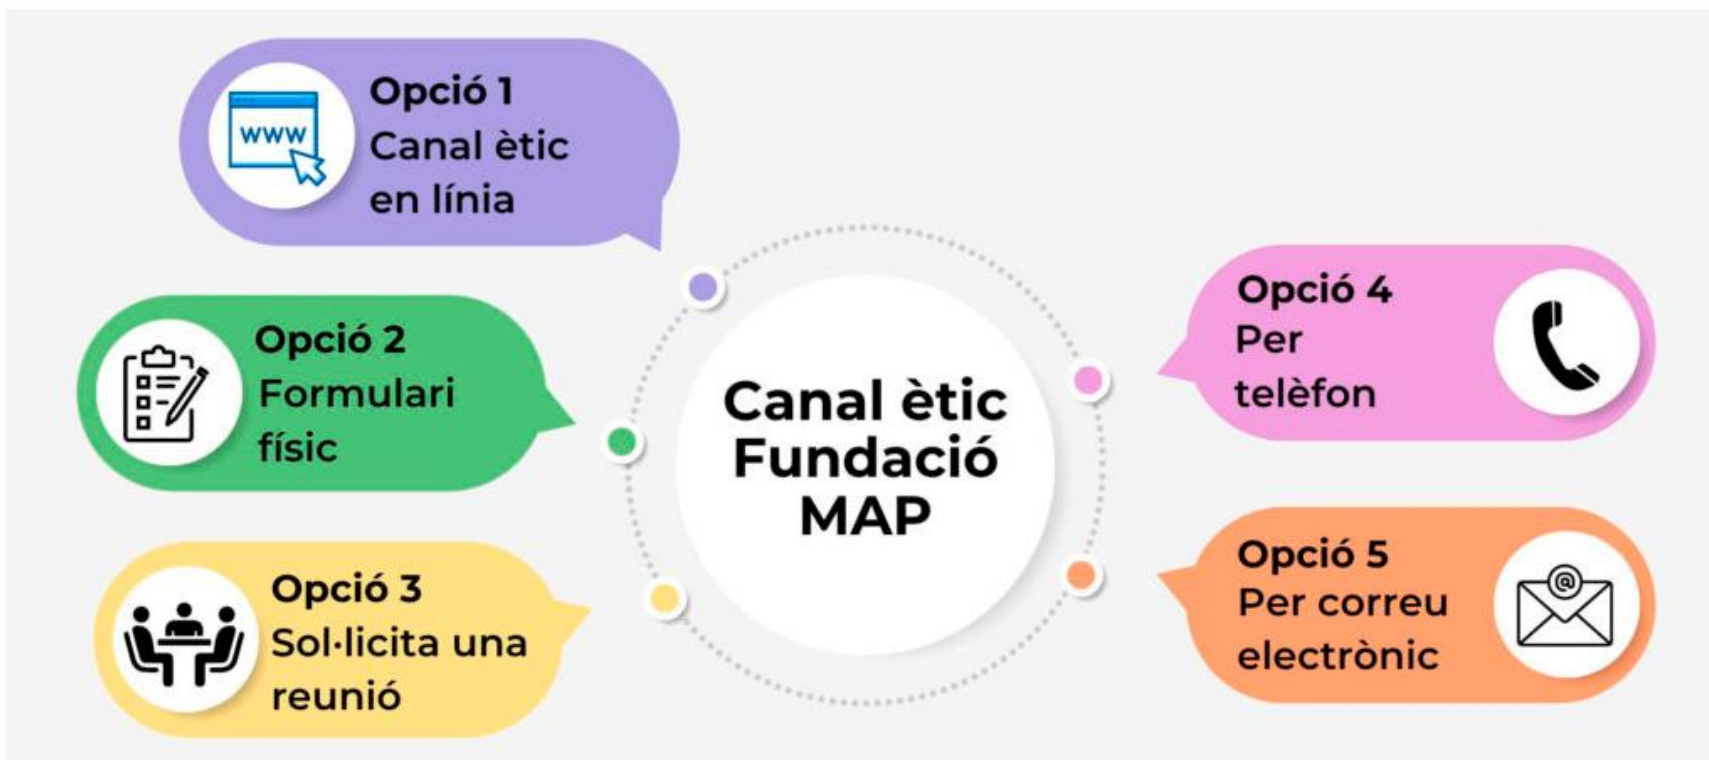 Opció 1
Canal ètic
en línia
www
Opció 2
Formulari
físic
Opció 3
Sol·licita una
reunió
Canal ètic
Fundació
MAP
Opció 4
Per
telèfon
Opció 5
Per correu
electrònic
@